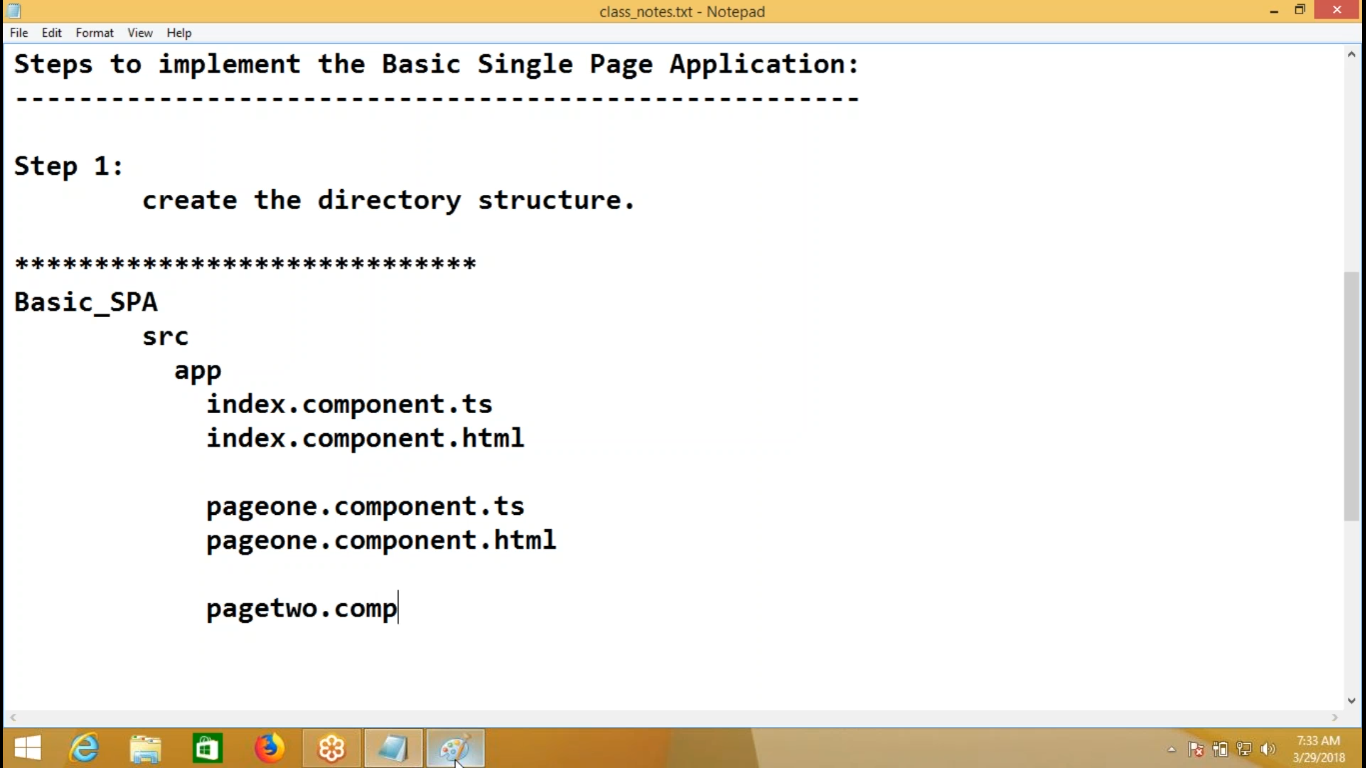 class_notes.txt - Notepad
File Edit Format View Help
Steps to implement the Basic Single Page Application:
-----------------------------------------------------
Step 1:
create the directory structure.
*****************************
Basic_SPA
src
app
index.component.ts
index.component.html
pageone.component.ts
pageone.component.html
pagetwo.comp
7:33 AM
3/29/2018